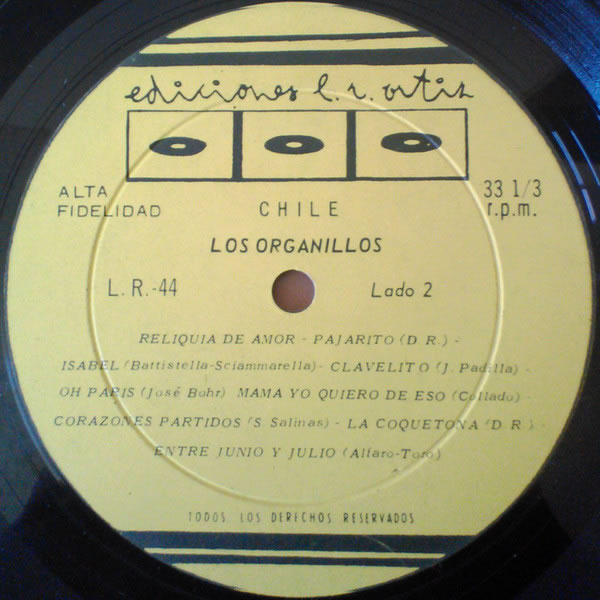 ediciones l. r. ortiz
ALTA FIDELIDAD
33 1/3 r.p.m.
CHILE
LOS ORGANILLOS
L. R. -44
Lado 2
RELIQUIA DE AMOR - PAJARITO (D R.) -
ISABEL (Battistella-Sciammarella) - CLAVELITO (J. Padilla) -
OH PARIS (José Bohr) MAMA YO QUIERO DE ESO (Collado) -
CORAZONES PARTIDOS (S. Salinas) - LA COQUETONA (D R) -
ENTRE JUNIO Y JULIO (Alfaro-Toro)
TODOS LOS DERECHOS RESERVADOS